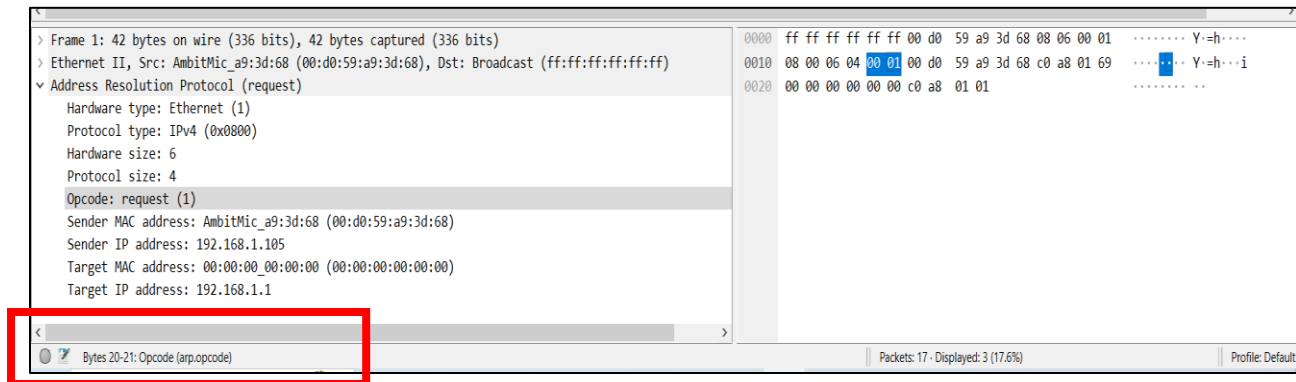 Frame 1: 42 bytes on wire (336 bits), 42 bytes captured (336 bits)
Ethernet II, Src: AmbitMic_a9:3d:68 (00:d0:59:a9:3d:68), Dst: Broadcast (ff:ff:ff:ff:ff:ff)
Address Resolution Protocol (request)
Hardware type: Ethernet (1)
Protocol type: IPv4 (0x0800)
Hardware size: 6
Protocol size: 4
Opcode: request (1)
Sender MAC address: AmbitMic_a9:3d:68 (00:d0:59:a9:3d:68)
Sender IP address: 192.168.1.105
Target MAC address: 00:00:00_00:00:00 (00:00:00:00:00:00)
Target IP address: 192.168.1.1
0000 ff ff ff ff ff ff 00 d0 59 a9 3d 68 08 06 00 01 ········ Y·=h····
0010 08 00 06 04 00 01 00 d0 59 a9 3d 68 c0 a8 01 69 ········ Y·=h···i
0020 00 00 00 00 00 00 c0 a8 01 01 ········ ··
Bytes 20-21: Opcode (arp.opcode)
Packets: 17 · Displayed: 3 (17.6%)
Profile: Default